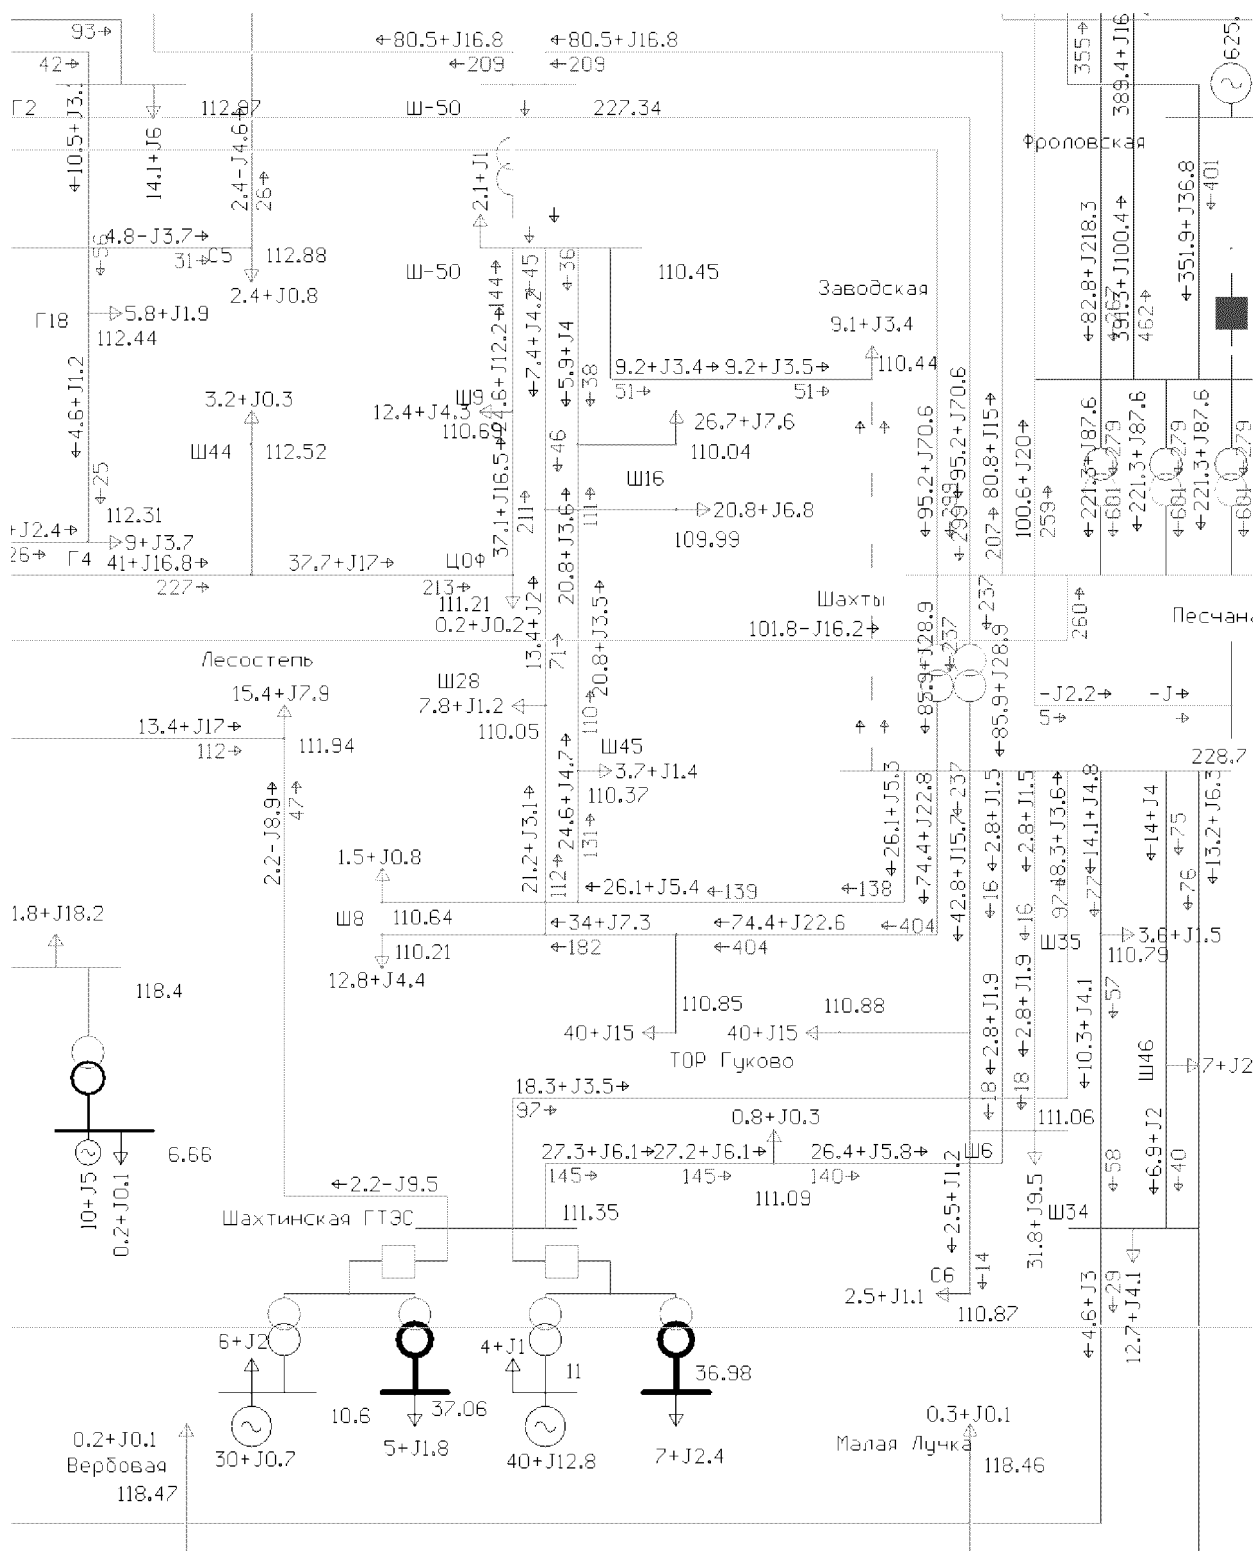 93→
←80.5+J16.8
←80.5+J16.8
42→
←209
←209
355→
389.4+J16
625.
Г2
112.87
Ш-50
227.34
←10.5+J3.
14.1+J6
2.4-J4.6→
26→
2.1+J1
Фроловская
←401
←351.9+J36.8
4.8-J3.7→
31→
С5
112.88
2.4+J0.8
Ш-50
110.45
144→
←45
←36
←82.8+J218.3
391.3+J100.4→
462→
Заводская
9.1+J3.4
110.44
Г18
5.8+J1.9
112.44
←4.6+J1.2
←7.4+J4.2
←5.9+J4
←38
24.6+J12.2→
9.2+J3.4→
9.2+J3.5→
51→
51→
3.2+J0.3
Ш44
112.52
Ш9
12.4+J4.3
26.7+J7.6
110.04
←46
Ш16
37.1+J16.5→
211→
20.8+J3.6→
111→
20.8+J6.8
109.99
←95.2+J70.6
←299
←95.2+J70.6
←299
80.8+J15→
207→
100.6+J20→
259→
←221.3+J87.6
←601
←279
←221.3+J87.6
←601
←279
←221.3+J87.6
←601
←279
←25
112.31
+J2.4→
26→
9+J3.7
Г4
41+J16.8→
227→
37.7+J17→
ЦОФ
213→
111.21
0.2+J0.2
13.4+J2→
71→
20.8+J3.5→
110→
Шахты
101.8-J16.2→
←85.9+J28.9
←237
←237
←85.9+J28.9
260→
Песчан
Лесостепь
15.4+J7.9
Ш28
7.8+J1.2
110.05
-J2.2→
-J→
5→
13.4+J17→
112→
111.94
Ш45
3.7+J1.4
110.37
228.7
2.2-J8.9→
47→
21.2+J3.1→
112→
24.6+J4.7→
131→
←26.1+J5.3
←74.4+J22.8
←237
←42.8+J15.7
←2.8+J1.5
←16
←2.8+J1.5
←16
18.3+J3.6→
97→
←14.1+J4.8
←77
←14+J4
←75
←13.2+J6.3
←76
1.5+J0.8
←26.1+J5.4
←139
←138
Ш8
110.64
110.21
12.8+J4.4
←34+J7.3
←182
←74.4+J22.6
←404
←404
Ш35
3.6+J1.5
110.79
1.8+J18.2
118.4
110.85
110.88
40+J15
40+J15
ТОР Гуково
←2.8+J1.9
←18
←2.8+J1.9
←18
←10.3+J4.1
←57
Ш46
7+J2
18.3+J3.5→
97→
0.8+J0.3
111.06
6.66
27.3+J6.1→
27.2+J6.1→
26.4+J5.8→
Ш6
145→
145→
140→
111.09
10+J5
0.2+J0.1
←2.2-J9.5
Шахтинская ГТЭС
111.35
←2.5+J1.2
←14
31.8+J9.5
←58
←6.9+J2
←40
Ш34
С6
2.5+J1.1
110.87
←4.6+J3
←29
12.7+J4.1
6+J2
4+J1
11
36.98
10.6
37.06
0.2+J0.1
Вербовая
118.47
30+J0.7
5+J1.8
40+J12.8
7+J2.4
0.3+J0.1
Малая Лучка
118.46